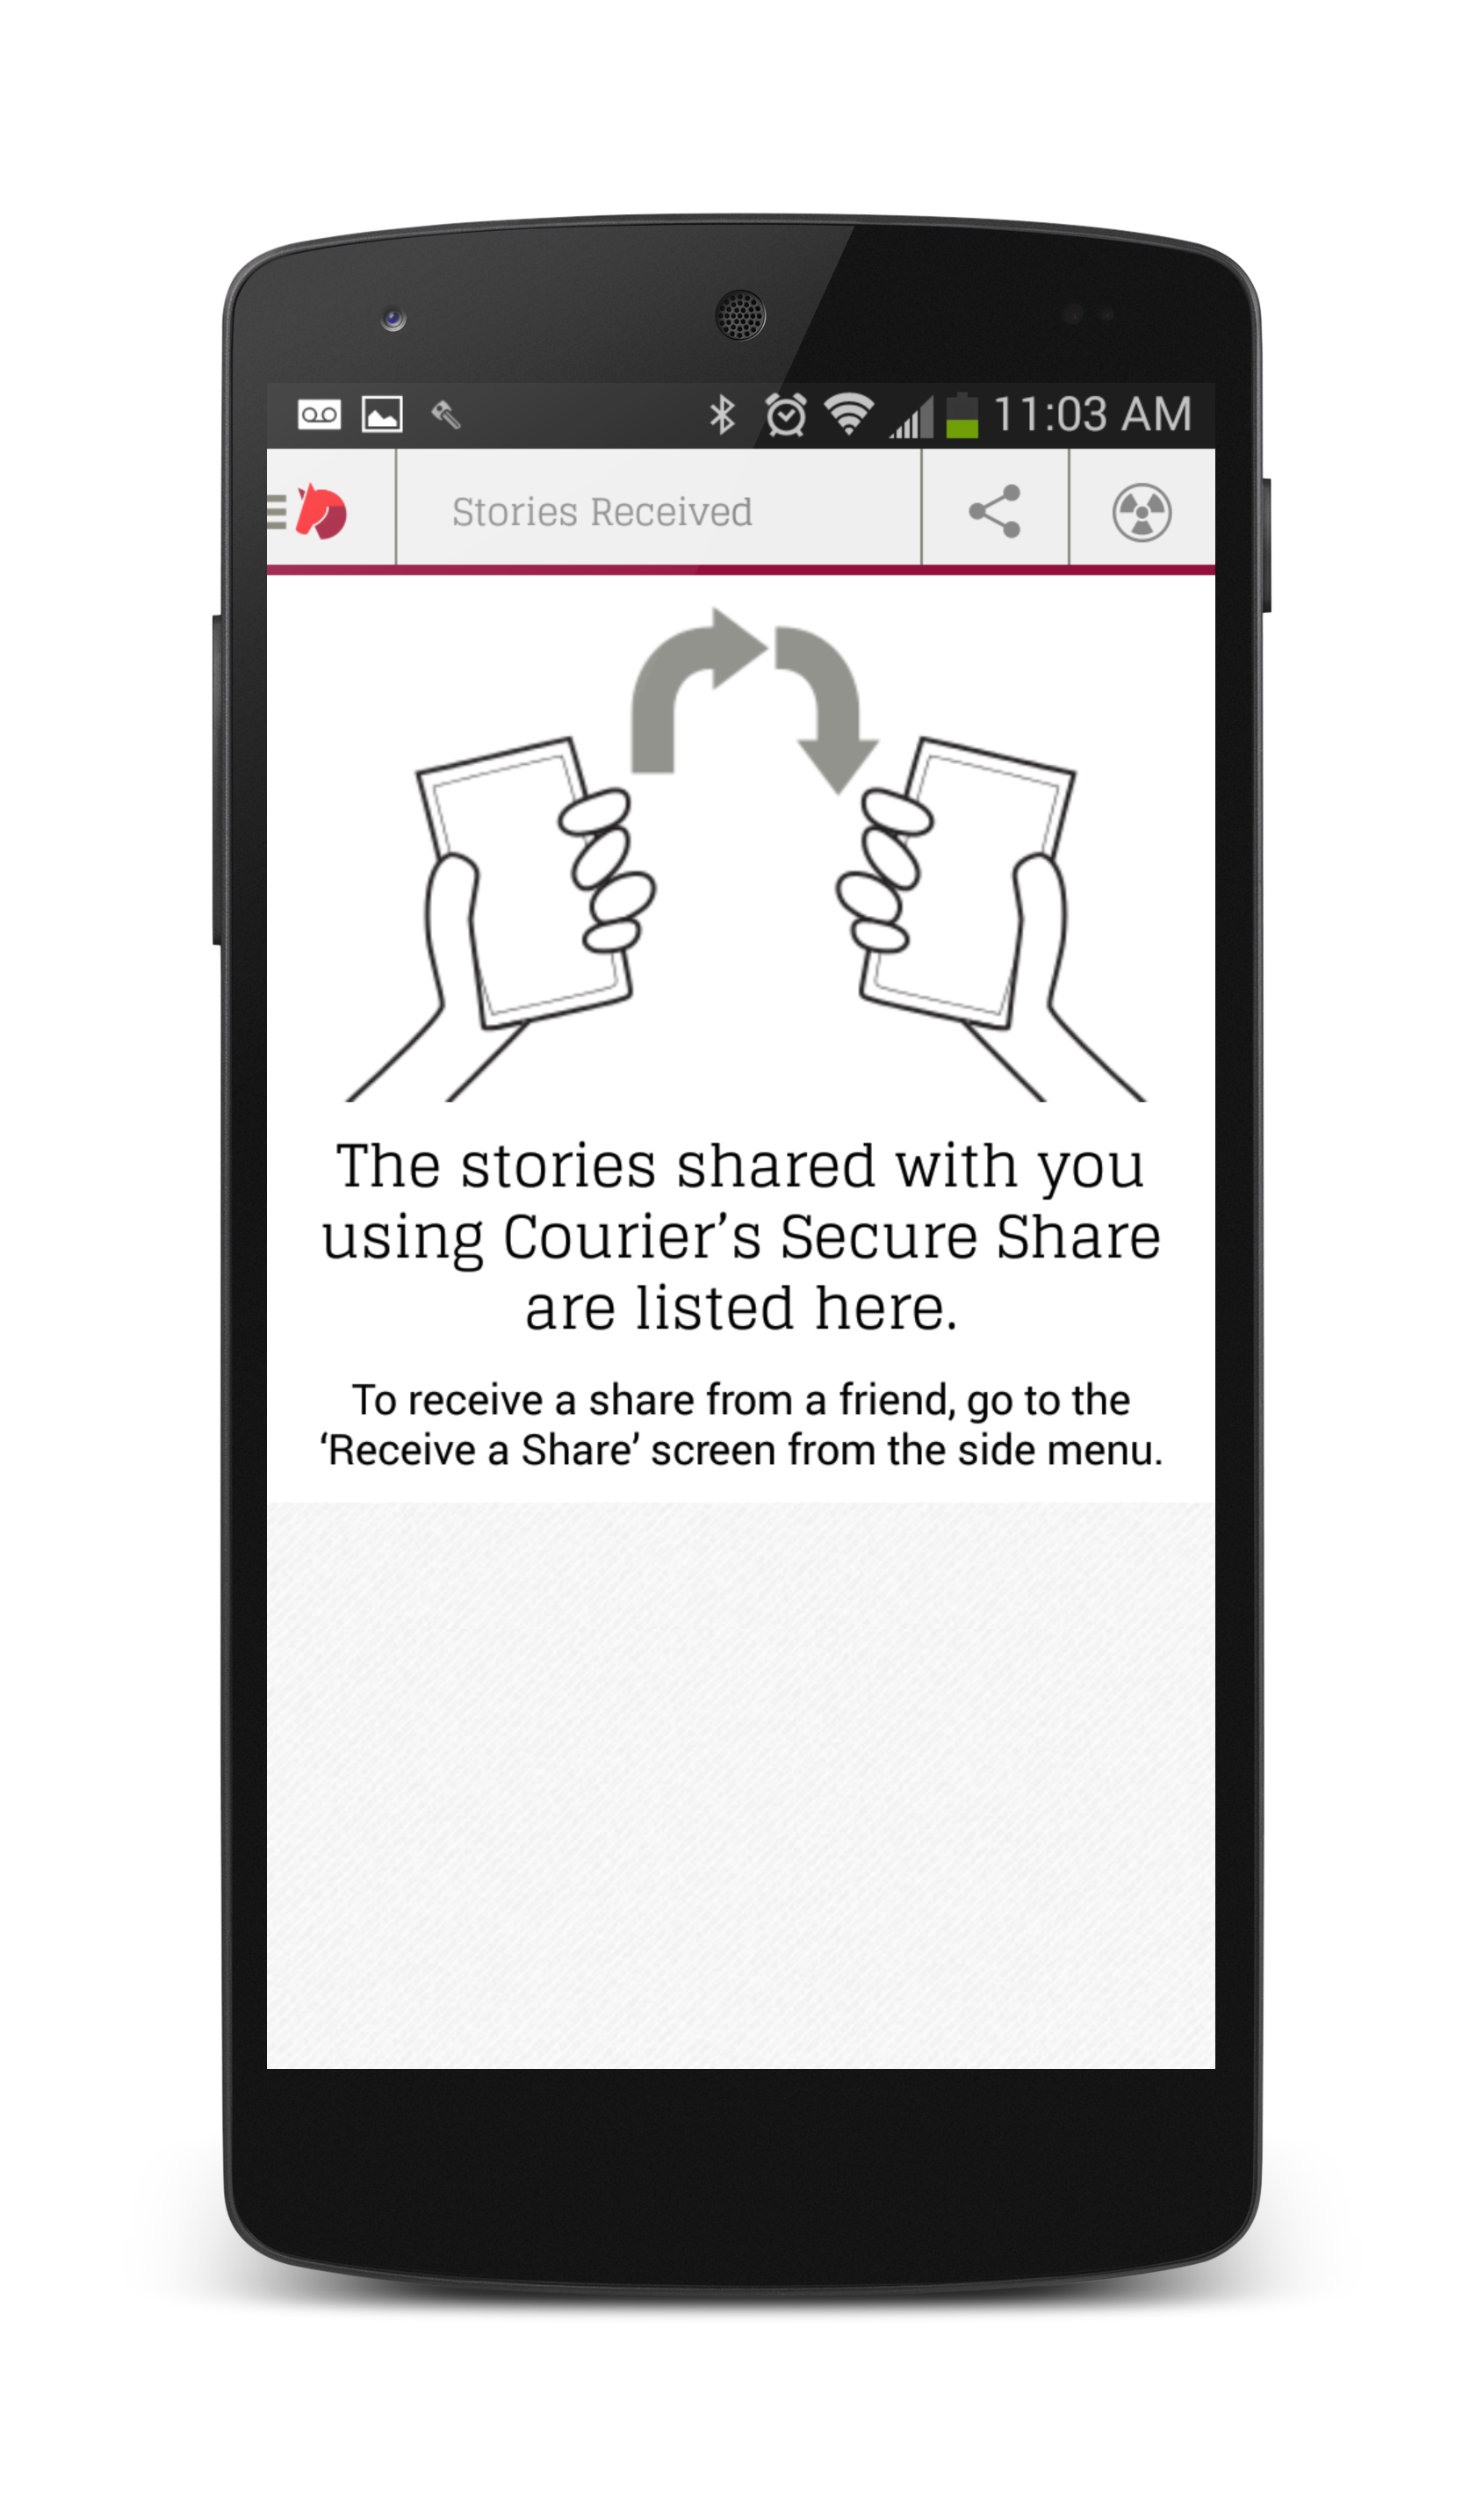 11:03 AM
Stories Received
The stories shared with you
using Courier’s Secure Share
are listed here.
To receive a share from a friend, go to the
‘Receive a Share’ screen from the side menu.